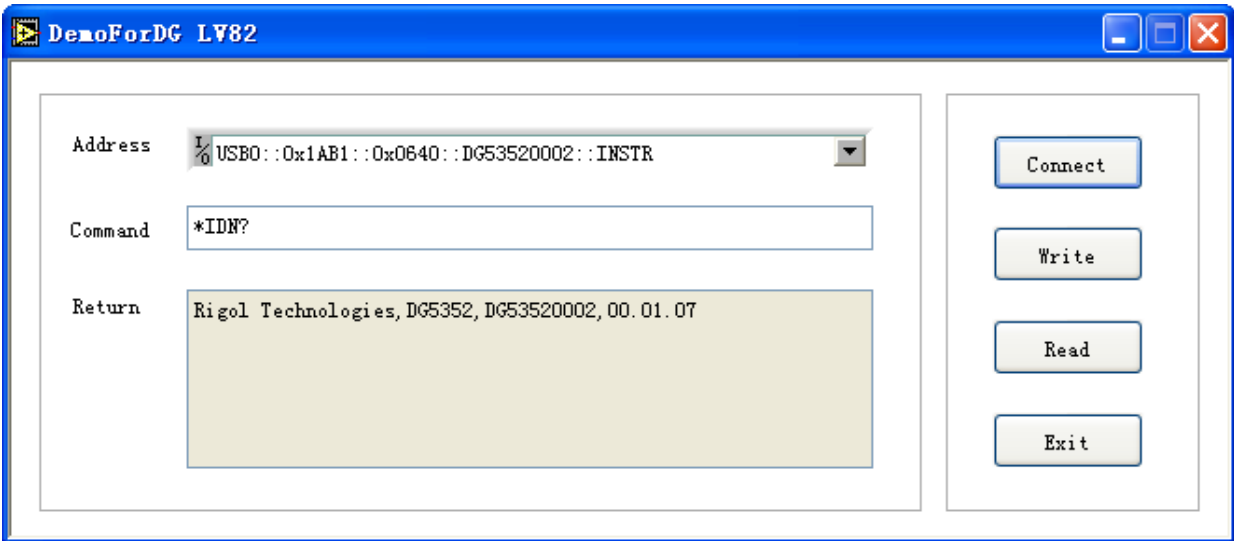 DemoForDG LV82
Address
I/O USB0::0x1AB1::0x0640::DG53520002::INSTR
Command
*IDN?
Return
Rigol Technologies,DG5352,DG53520002,00.01.07
Connect
Write
Read
Exit